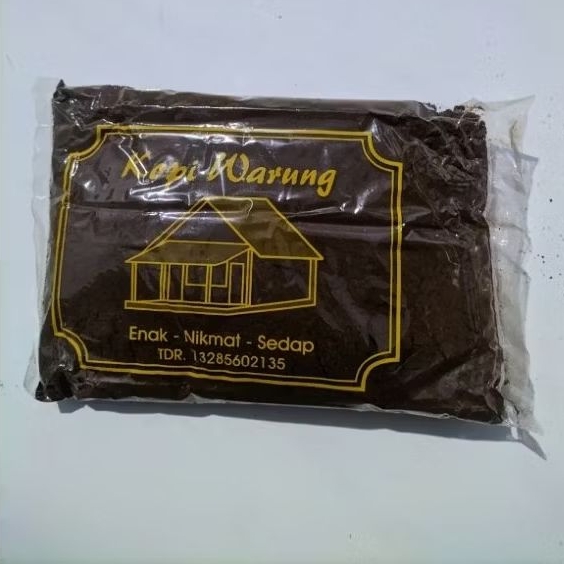 Kopi Warung
Enak - Nikmat - Sedap
TDR. 13285602135